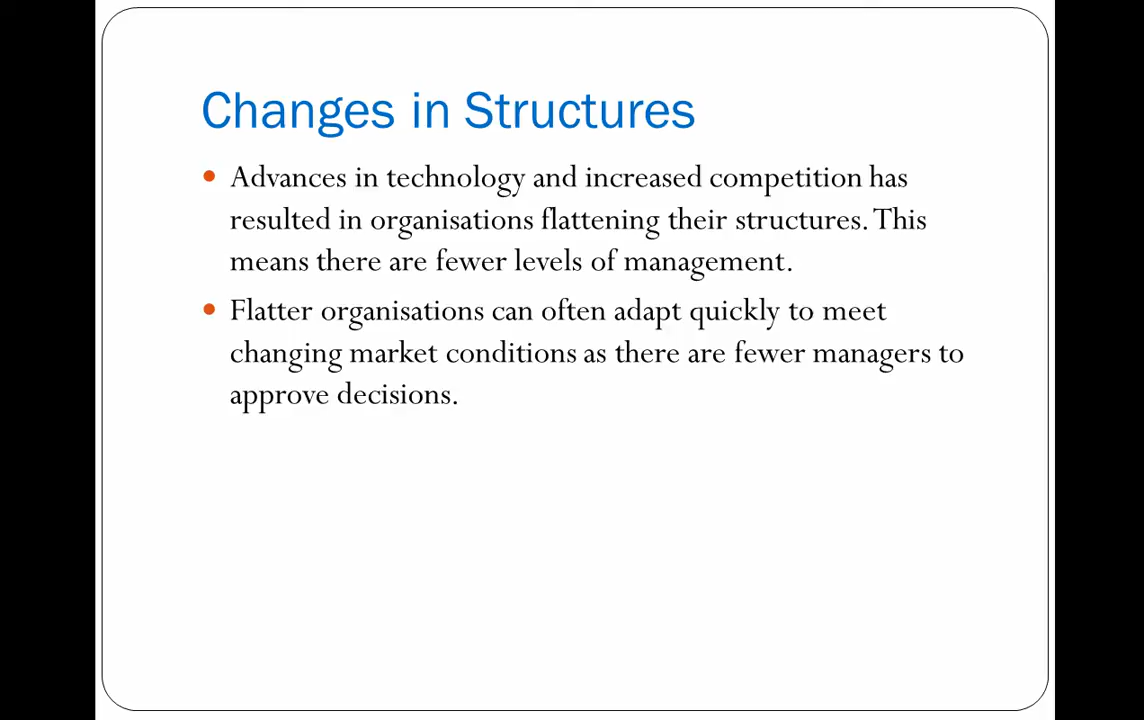 Changes in Structures
• Advances in technology and increased competition has
resulted in organisations flattening their structures. This
means there are fewer levels of management.
• Flatter organisations can often adapt quickly to meet
changing market conditions as there are fewer managers to
approve decisions.